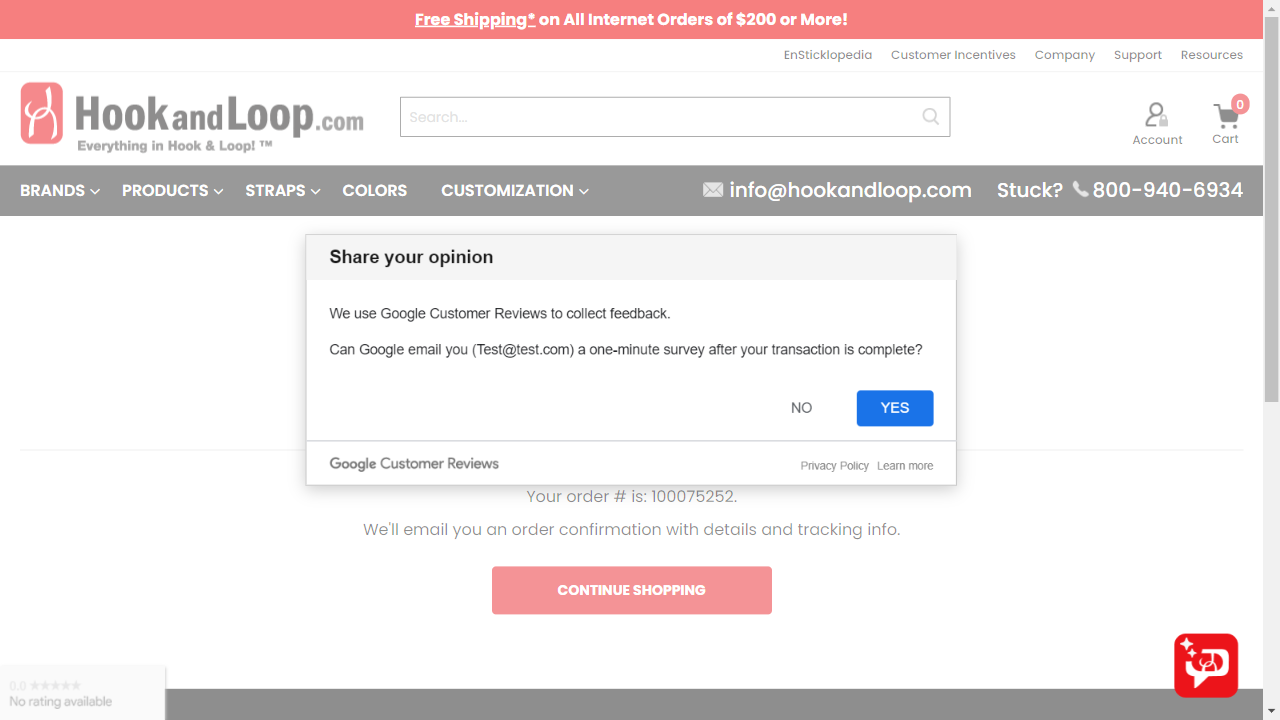 Free Shipping* on All Internet Orders of $200 or More!
EnSticklopedia Customer Incentives Company Support Resources
HookandLoop.com
Everything in Hook & Loop! ™
Search...
Account
0
Cart
BRANDS PRODUCTS STRAPS COLORS CUSTOMIZATION info@hookandloop.com Stuck? 800-940-6934
Share your opinion
We use Google Customer Reviews to collect feedback.
Can Google email you (Test@test.com) a one-minute survey after your transaction is complete?
NO YES
Google Customer Reviews Privacy Policy Learn more
Your order # is: 100075252.
We'll email you an order confirmation with details and tracking info.
CONTINUE SHOPPING
0.0 ★★★★★
No rating available